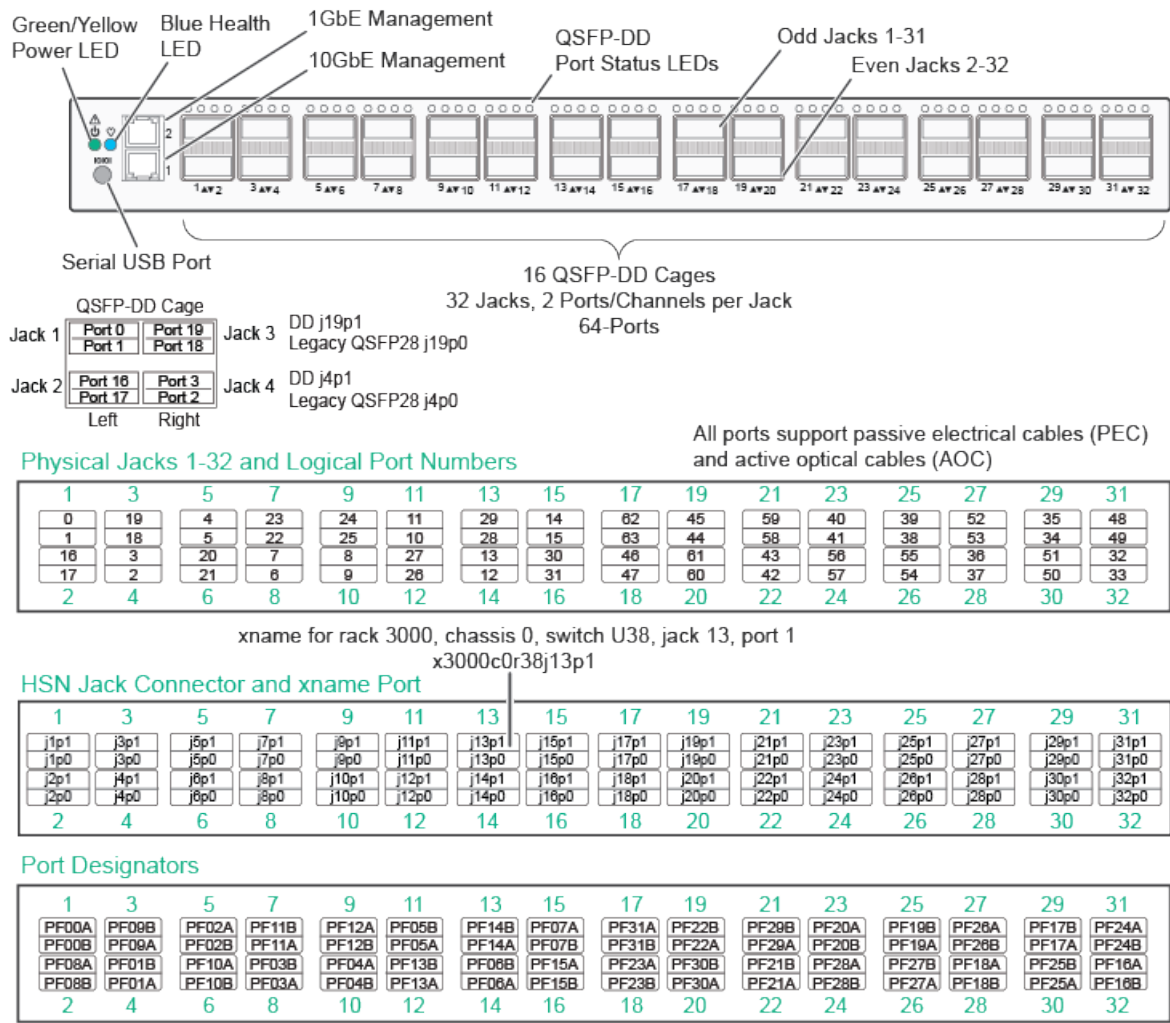 Green/Yellow
Power LED
Blue Health
LED
1GbE Management
10GbE Management
QSFP-DD
Port Status LEDs
Odd Jacks 1-31
Even Jacks 2-32
2
1
1▲▼2 3▲▼4 5▲▼6 7▲▼8 9▲▼10 11▲▼12 13▲▼14 15▲▼16 17▲▼18 19▲▼20 21▲▼22 23▲▼24 25▲▼26 27▲▼28 29▲▼30 31▲▼32
Serial USB Port
16 QSFP-DD Cages
32 Jacks, 2 Ports/Channels per Jack
64-Ports
QSFP-DD Cage
Jack 1 Port 0 Port 19 Jack 3 DD j19p1
Port 1 Port 18 Legacy QSFP28 j19p0
Jack 2 Port 16 Port 3 Jack 4 DD j4p1
Port 17 Port 2 Legacy QSFP28 j4p0
Left Right
All ports support passive electrical cables (PEC)
and active optical cables (AOC)
Physical Jacks 1-32 and Logical Port Numbers
1 3 5 7 9 11 13 15 17 19 21 23 25 27 29 31
0 19 4 23 24 11 29 14 62 45 59 40 39 52 35 48
1 18 5 22 25 10 28 15 63 44 58 41 38 53 34 49
16 3 20 7 8 27 13 30 46 61 43 56 55 36 51 32
17 2 21 6 9 26 12 31 47 60 42 57 54 37 50 33
2 4 6 8 10 12 14 16 18 20 22 24 26 28 30 32
xname for rack 3000, chassis 0, switch U38, jack 13, port 1
x3000c0r38j13p1
HSN Jack Connector and xname Port
1 3 5 7 9 11 13 15 17 19 21 23 25 27 29 31
j1p1 j3p1 j5p1 j7p1 j9p1 j11p1 j13p1 j15p1 j17p1 j19p1 j21p1 j23p1 j25p1 j27p1 j29p1 j31p1
j1p0 j3p0 j5p0 j7p0 j9p0 j11p0 j13p0 j15p0 j17p0 j19p0 j21p0 j23p0 j25p0 j27p0 j29p0 j31p0
j2p1 j4p1 j6p1 j8p1 j10p1 j12p1 j14p1 j16p1 j18p1 j20p1 j22p1 j24p1 j26p1 j28p1 j30p1 j32p1
j2p0 j4p0 j6p0 j8p0 j10p0 j12p0 j14p0 j16p0 j18p0 j20p0 j22p0 j24p0 j26p0 j28p0 j30p0 j32p0
2 4 6 8 10 12 14 16 18 20 22 24 26 28 30 32
Port Designators
1 3 5 7 9 11 13 15 17 19 21 23 25 27 29 31
PF00A PF09B PF02A PF11B PF12A PF05B PF14B PF07A PF31A PF22B PF29B PF20A PF19B PF26A PF17B PF24A
PF00B PF09A PF02B PF11A PF12B PF05A PF14A PF07B PF31B PF22A PF29A PF20B PF19A PF26B PF17A PF24B
PF08A PF01B PF10A PF03B PF04A PF13B PF06B PF15A PF23A PF30B PF21B PF28A PF27B PF18A PF25B PF16A
PF08B PF01A PF10B PF03A PF04B PF13A PF06A PF15B PF23B PF30A PF21A PF28B PF27A PF18B PF25A PF16B
2 4 6 8 10 12 14 16 18 20 22 24 26 28 30 32